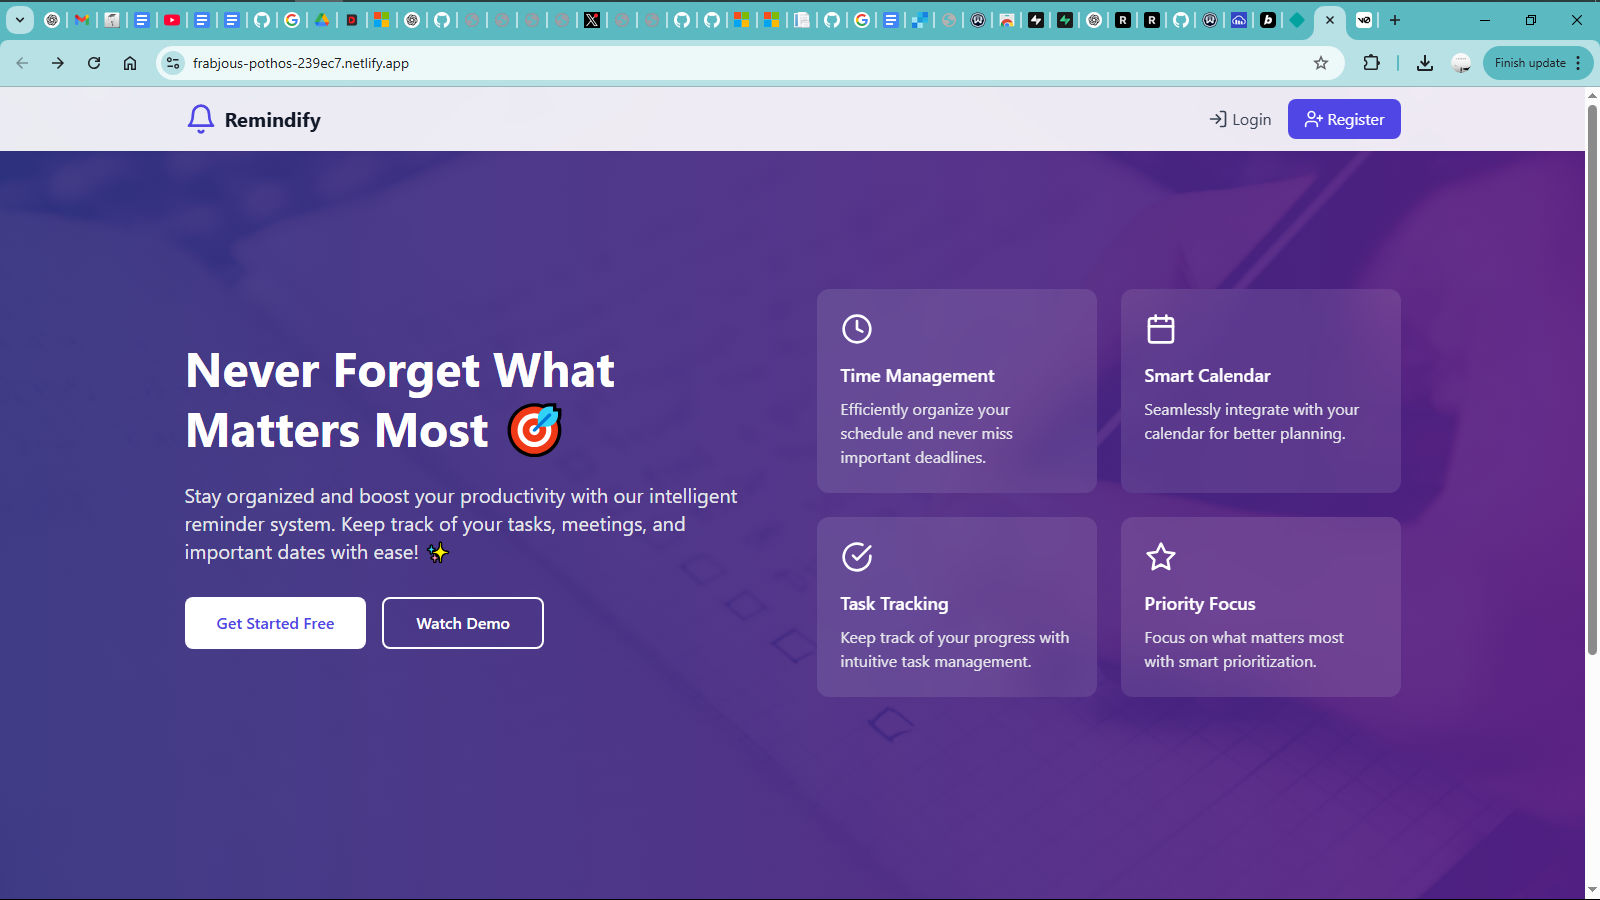 frabjous-pothos-239ec7.netlify.app
Finish update
Remindify
Login
Register
Never Forget What
Matters Most
Stay organized and boost your productivity with our intelligent
reminder system. Keep track of your tasks, meetings, and
important dates with ease!
Get Started Free
Watch Demo
Time Management
Efficiently organize your
schedule and never miss
important deadlines.
Smart Calendar
Seamlessly integrate with your
calendar for better planning.
Task Tracking
Keep track of your progress with
intuitive task management.
Priority Focus
Focus on what matters most
with smart prioritization.